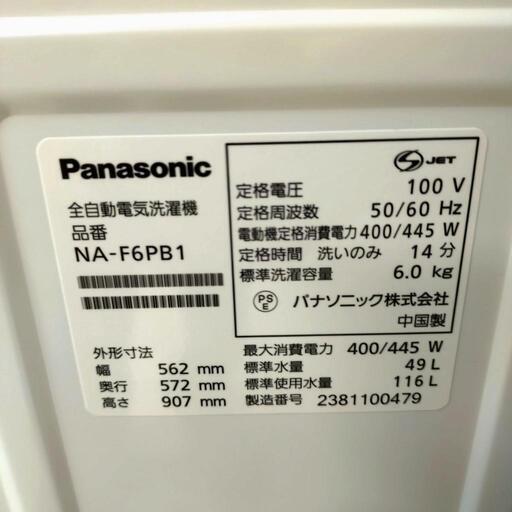 Panasonic
全自動電気洗濯機
品番
NA-F6PB1
外形寸法
幅 562 mm
奥行 572 mm
高さ 907 mm
S JET
定格電圧 100 V
定格周波数 50/60 Hz
電動機定格消費電力 400/445 W
定格時間 洗いのみ 14 分
標準洗濯容量 6.0 kg
PS E パナソニック株式会社
中国製
最大消費電力 400/445 W
標準水量 49 L
標準使用水量 116 L
製造番号 2381100479